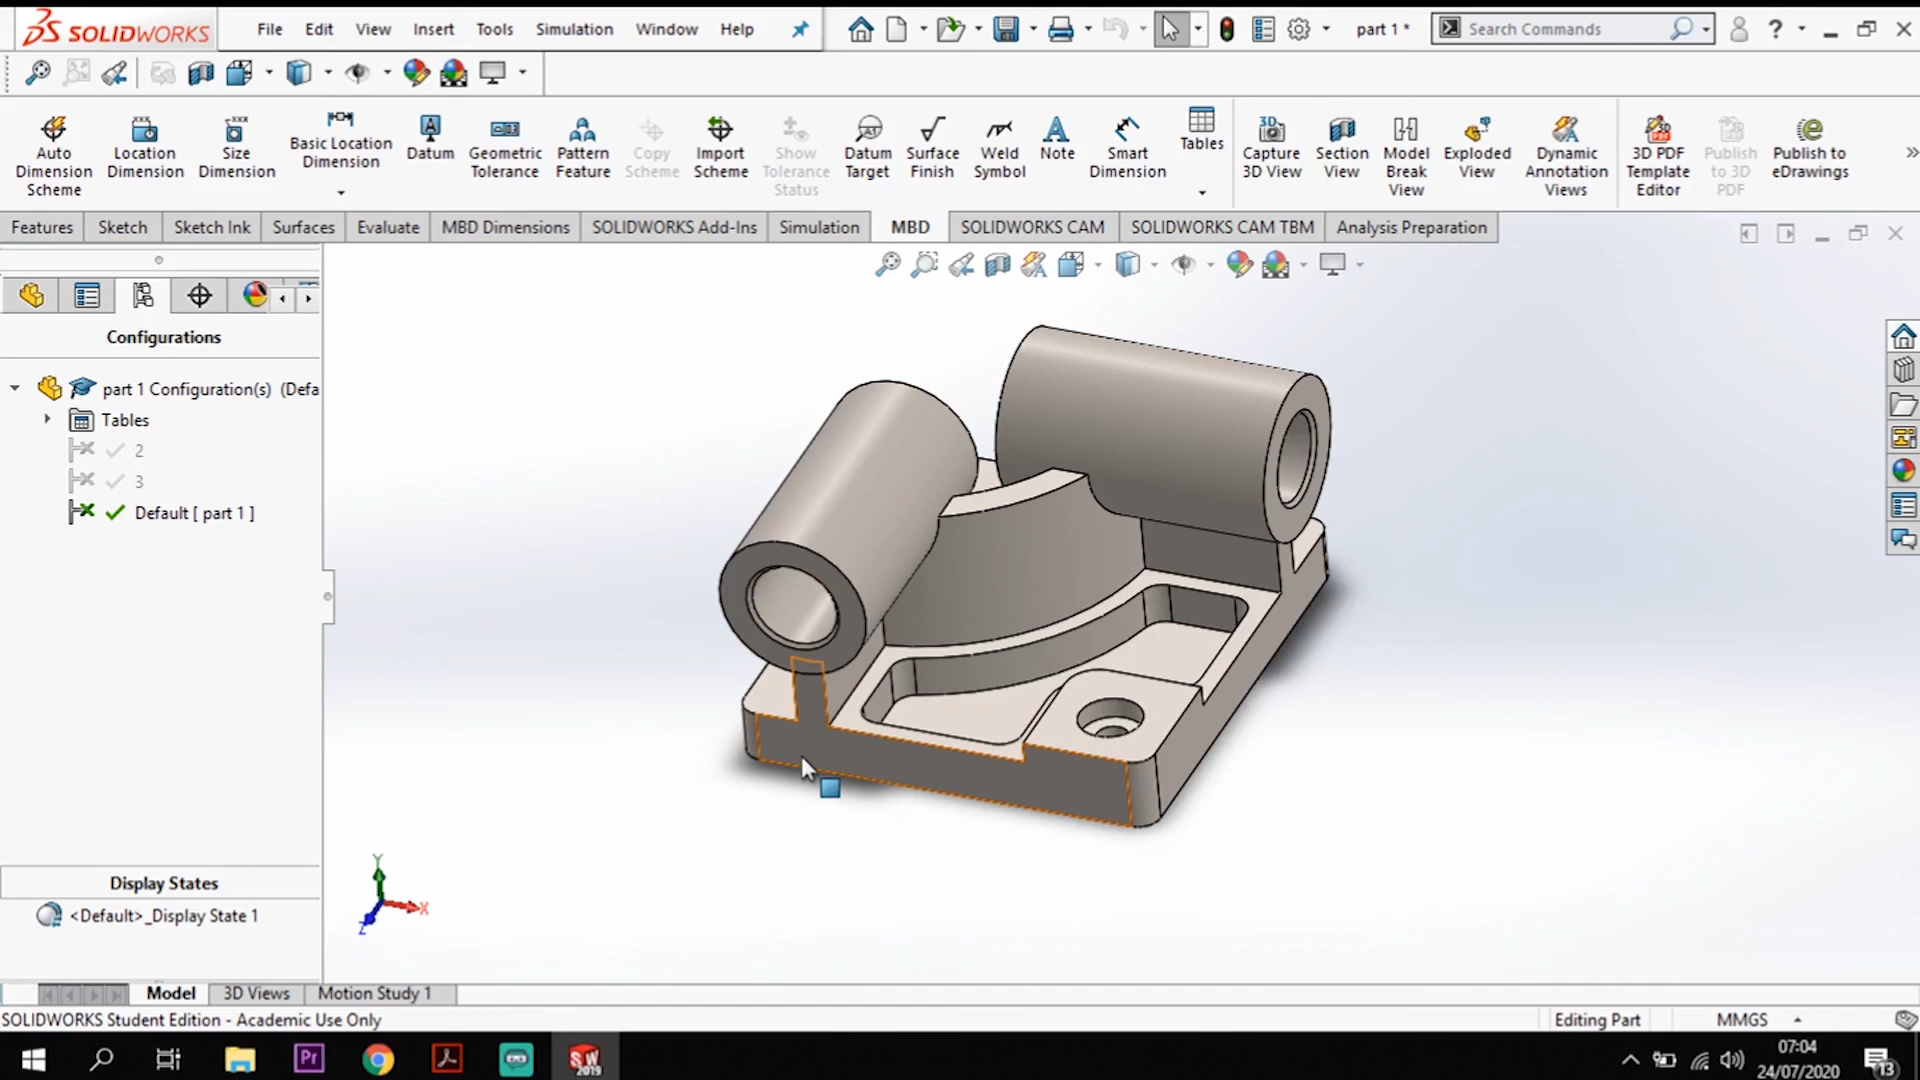 SOLIDWORKS File Edit View Insert Tools Simulation Window Help part 1 * Search Commands ?
Auto Dimension Scheme
Location Dimension
Size Dimension
Basic Location Dimension
Datum
Geometric Tolerance
Pattern Feature
Copy Scheme
Import Scheme
Show Tolerance Status
Datum Target
Surface Finish
Weld Symbol
Note
Smart Dimension
Tables
Capture 3D View
Section View
Model Break View
Exploded View
Dynamic Annotation Views
3D PDF Template Editor
Publish to 3D PDF
Publish to eDrawings
Features Sketch Sketch Ink Surfaces Evaluate MBD Dimensions SOLIDWORKS Add-Ins Simulation MBD SOLIDWORKS CAM SOLIDWORKS CAM TBM Analysis Preparation
Configurations
part 1 Configuration(s) (Defa
Tables
2
3
Default [ part 1 ]
Display States
<Default>_Display State 1
Y
X
Z
Model 3D Views Motion Study 1
SOLIDWORKS Student Edition - Academic Use Only Editing Part MMGS
Pr
SW 2019
07:04
24/07/2020
13